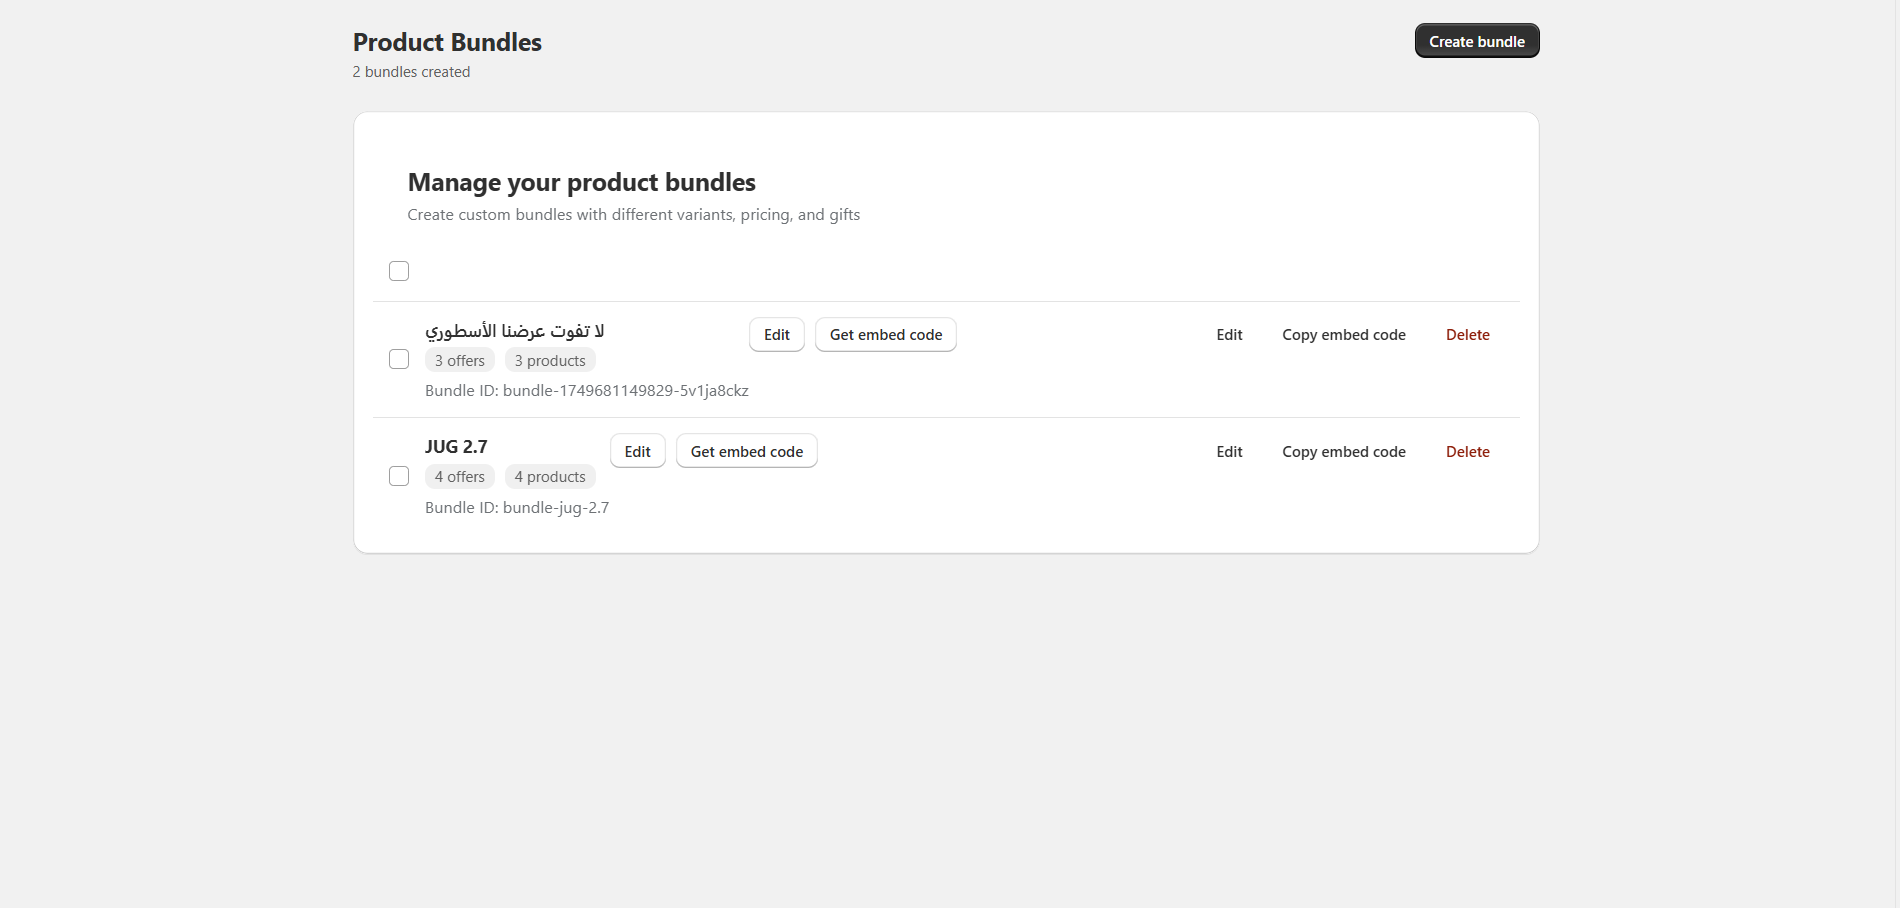 Product Bundles
Create bundle
2 bundles created
Manage your product bundles
Create custom bundles with different variants, pricing, and gifts
لا تفوت عرضنا الأسطوري
Edit Get embed code
Edit Copy embed code Delete
3 offers 3 products
Bundle ID: bundle-1749681149829-5v1ja8ckz
JUG 2.7
Edit Get embed code
Edit Copy embed code Delete
4 offers 4 products
Bundle ID: bundle-jug-2.7